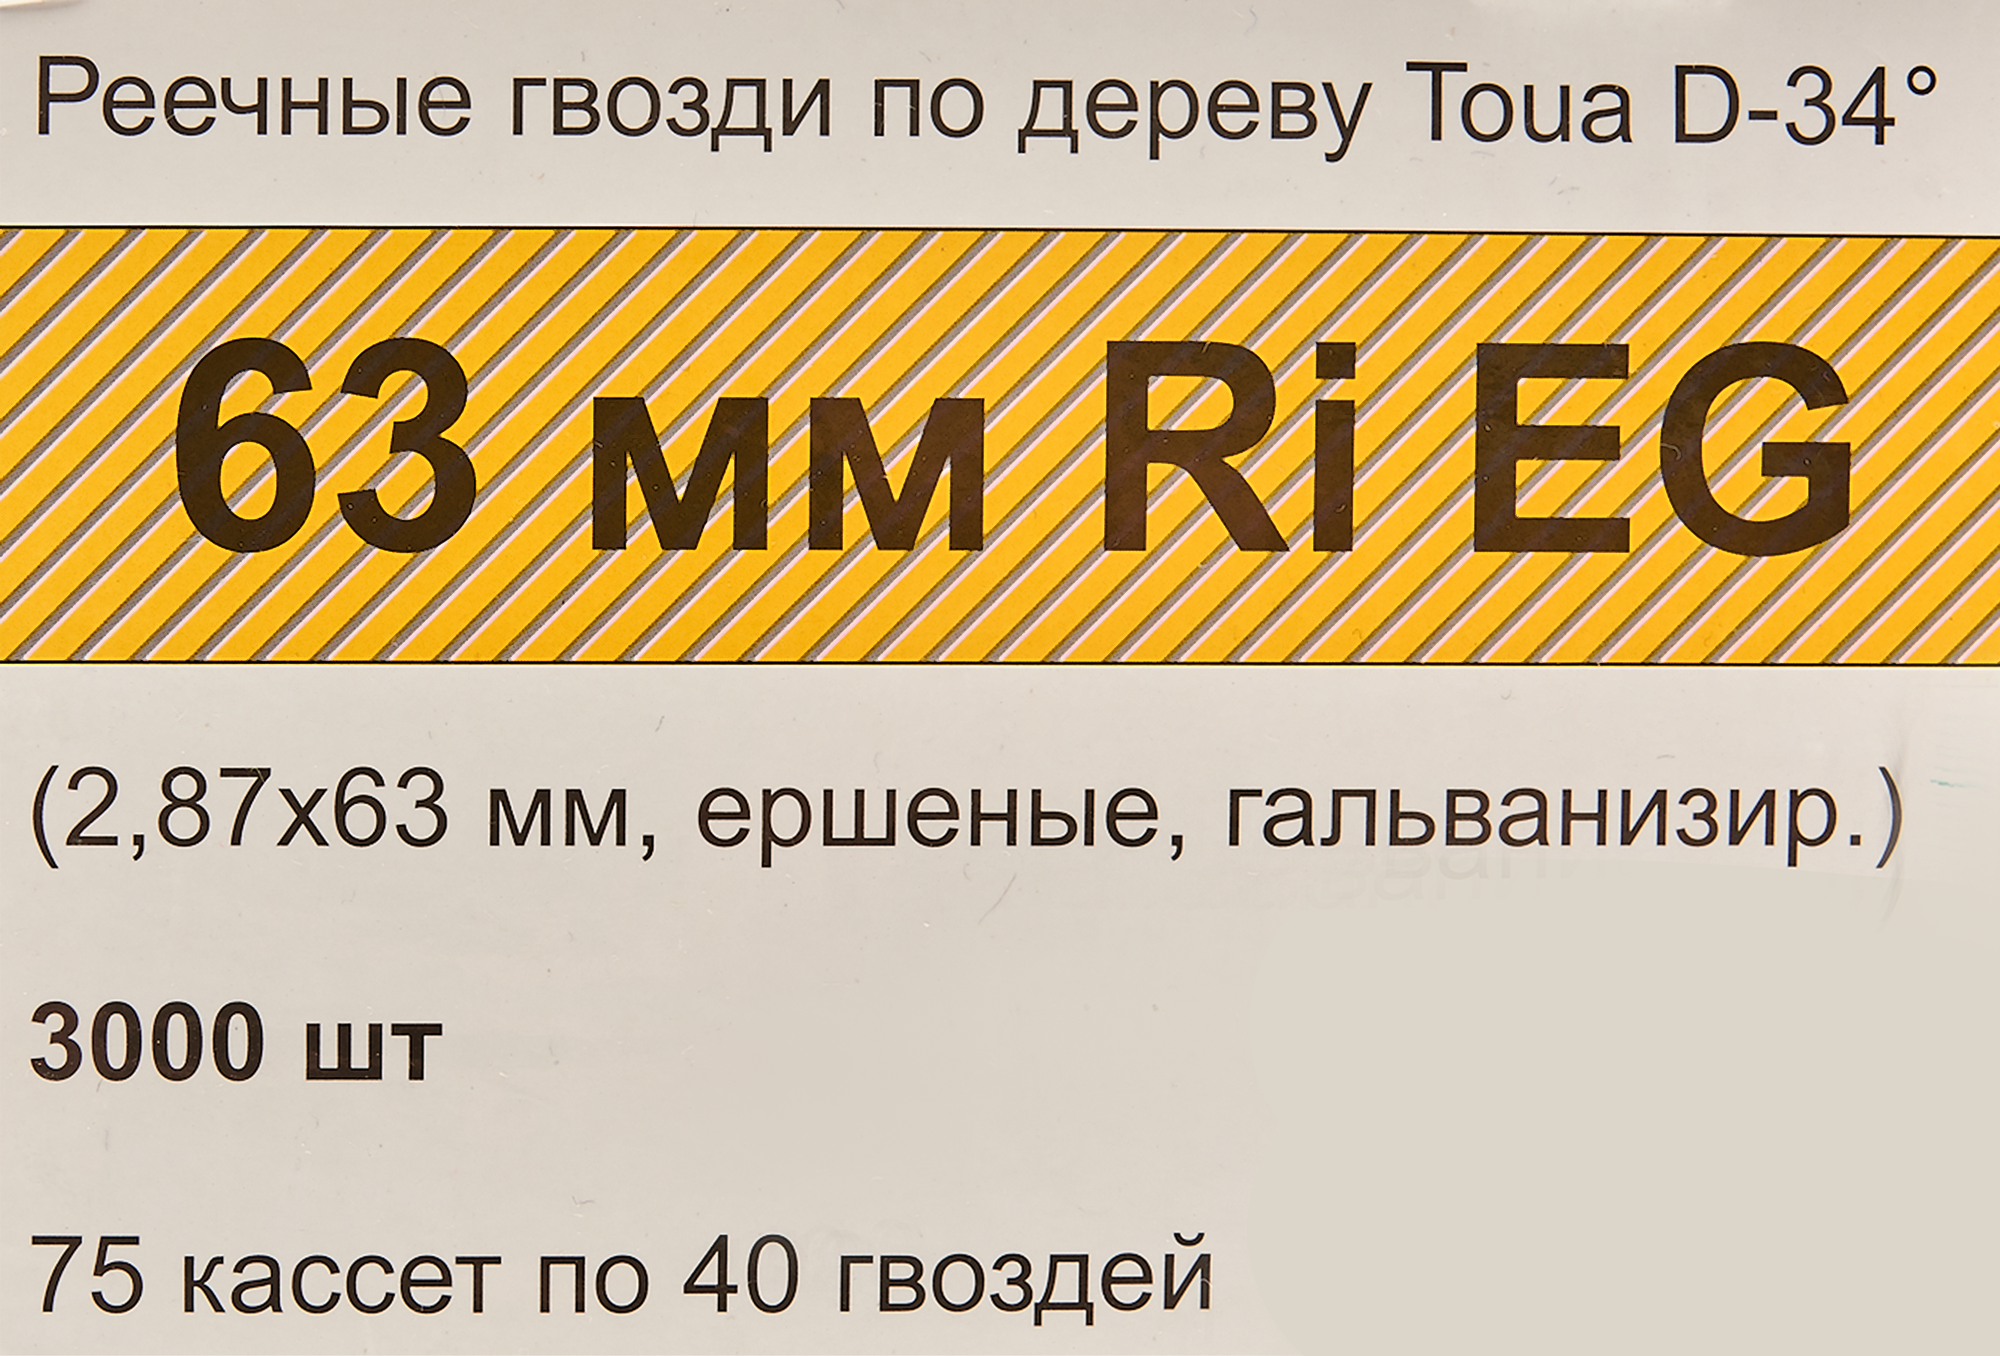 Реечные гвозди по дереву Toua D-34°
63 мм Ri EG
(2,87х63 мм, ершеные, гальванизир.)
3000 шт
75 кассет по 40 гвоздей